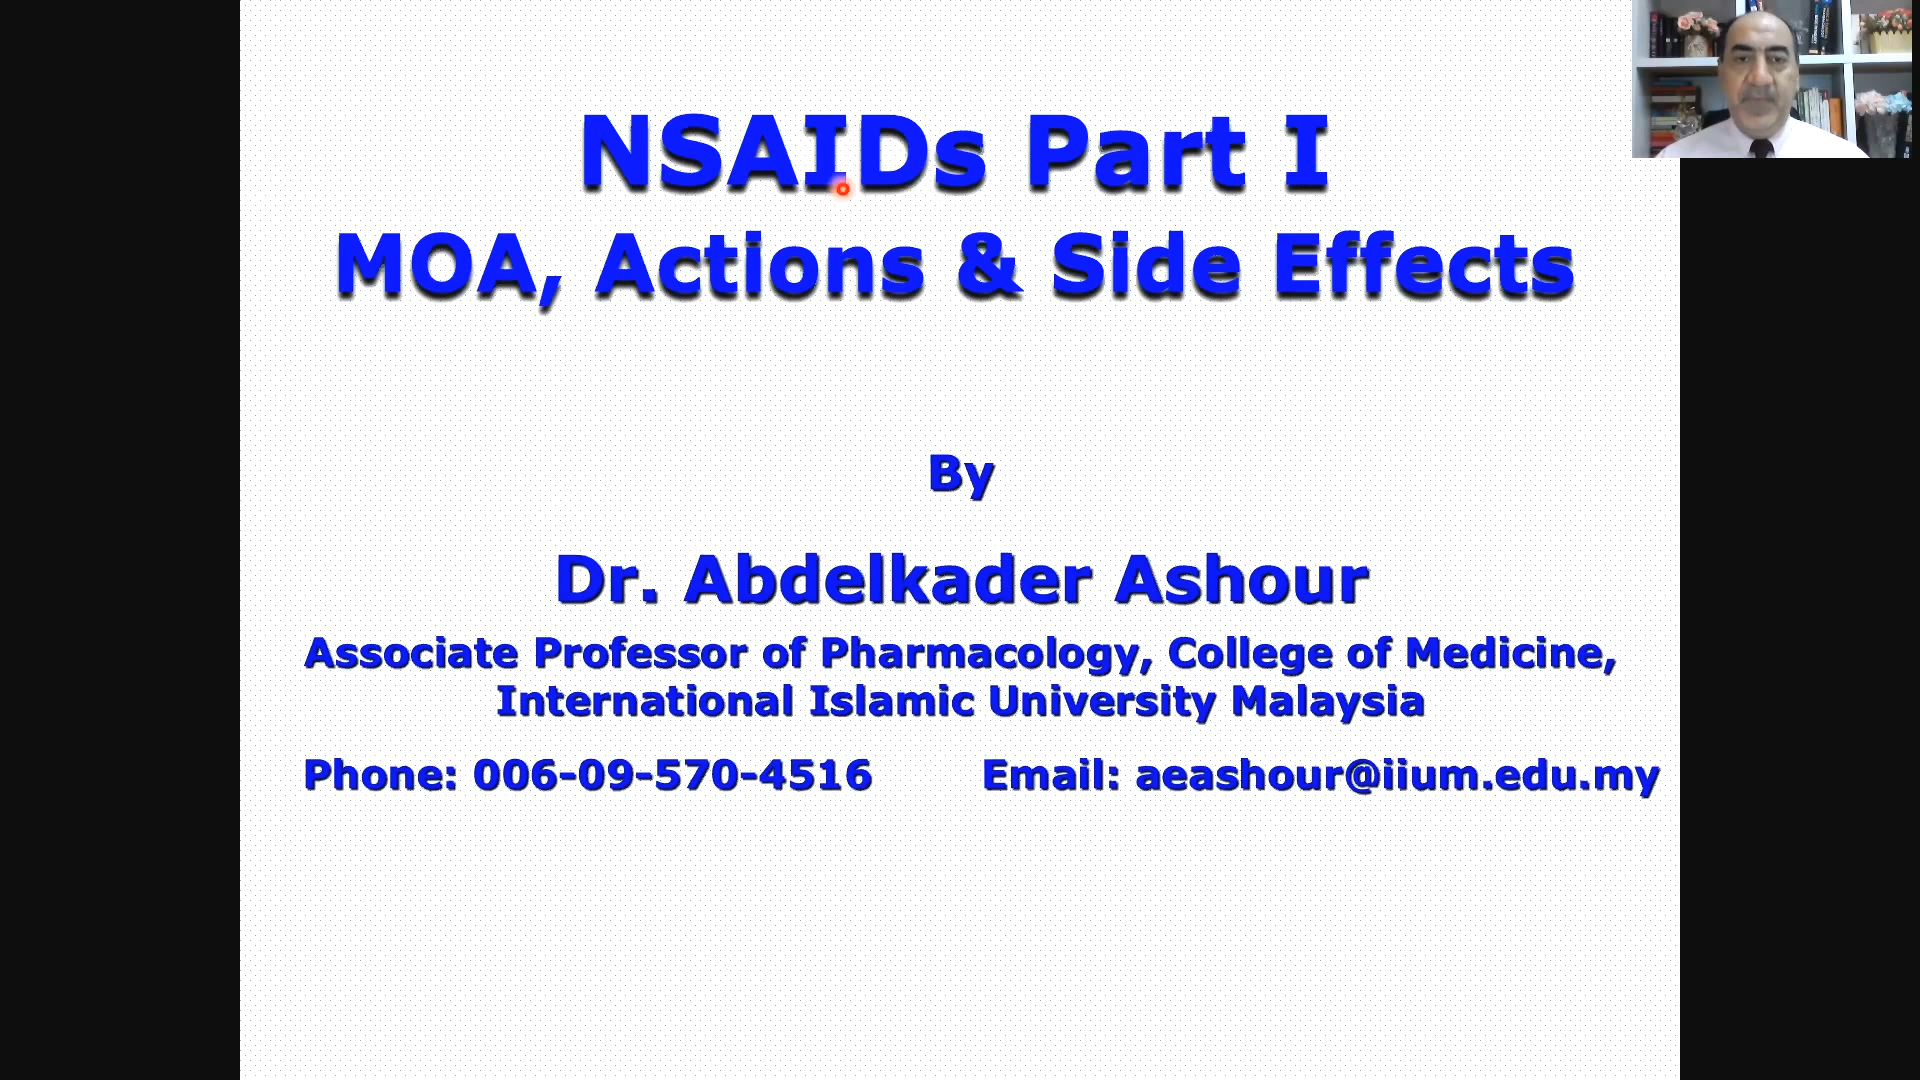 NSAIDs Part I
MOA, Actions & Side Effects
By
Dr. Abdelkader Ashour
Associate Professor of Pharmacology, College of Medicine,
International Islamic University Malaysia
Phone: 006-09-570-4516 Email: aeashour@iium.edu.my